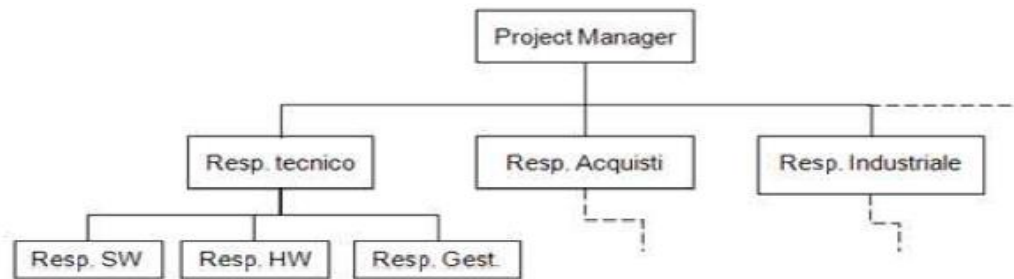 Project Manager
Resp. tecnico
Resp. Acquisti
Resp. Industriale
Resp. SW
Resp. HW
Resp. Gest.